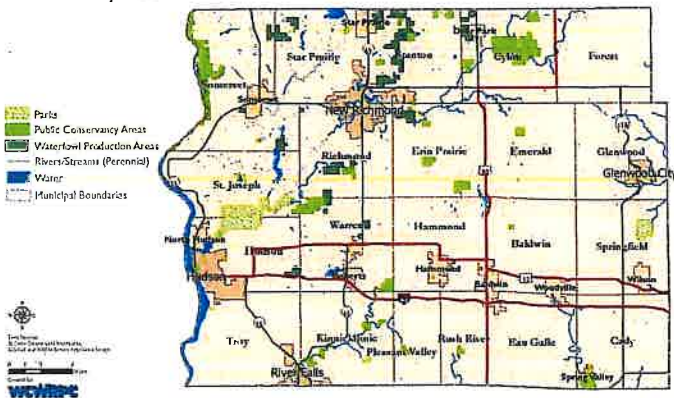 Parks
Public Conservancy Areas
Waterfowl Production Areas
Rivers/Streams (Perennial)
Water
Municipal Boundaries
Star Prairie
Star Prairie
Stanton
Deer Park
Cylon
Forest
Somerset
Somerset
New Richmond
Richmond
Erin Prairie
Emerald
Glenwood
Glenwood City
St. Joseph
Warren
Hammond
Baldwin
Springfield
North Hudson
Hudson
Hudson
Roberts
Hammond
Baldwin
Woodville
Wilson
Troy
Kinnickinnic
Pleasant Valley
Rush River
Eau Galle
Cady
River Falls
Spring Valley
WCWRPC